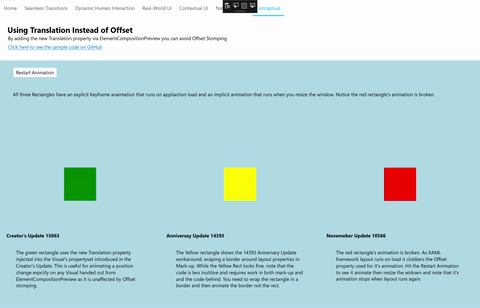 Home Seamless Transitions Dynamic Human Interaction Real-World UI Contextual UI Conceptual
Using Translation Instead of Offset
By adding the new Translation property via ElementCompositionPreview you can avoid Offset Stomping.
Click here to see the sample code on GitHub
Restart Animation
All three Rectangles have an explicit Keyframe anaimation that runs on appliaction load and an implicit animation that runs when you resize the window. Notice the red rectangle's animation is broken.
Creator's Update 15063
The green rectangle uses the new Translation property
injected into the Visual's propertyset introduced in the
Creator's Update. This is useful for animating a position
change expicitly on any Visual handed out from
ElementCompositionPreview as it is unaffected by Offset
stomping.
Anniversay Update 14393
The Yellow rectangle shows the 14393 Aniversary Update
workaround, wraping a border around layout properties in
Mark-up. While the Yellow Rect looks fine, note that the
code is less inutitive and requires work in both mark-up
and the code-behind. You need to wrap the rectangle in
a border and then animate the border not the rect.
Novemeber Update 10586
The red rectangle's animation is broken. As XAML
framework layout runs on load it clobbers the Offset
property used for it's animation. Hit the Restart Animation
to see it animate then resize the widown and note that it's
animation stops when layout runs again.